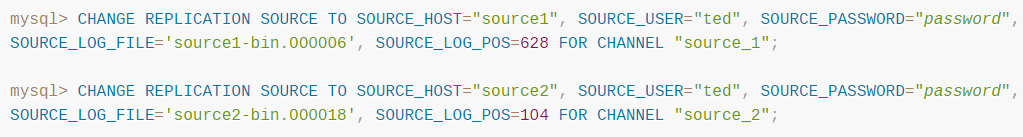 mysql> CHANGE REPLICATION SOURCE TO SOURCE_HOST="source1", SOURCE_USER="ted", SOURCE_PASSWORD="password",
SOURCE_LOG_FILE='source1-bin.000006', SOURCE_LOG_POS=628 FOR CHANNEL "source_1";
mysql> CHANGE REPLICATION SOURCE TO SOURCE_HOST="source2", SOURCE_USER="ted", SOURCE_PASSWORD="password",
SOURCE_LOG_FILE='source2-bin.000018', SOURCE_LOG_POS=104 FOR CHANNEL "source_2";